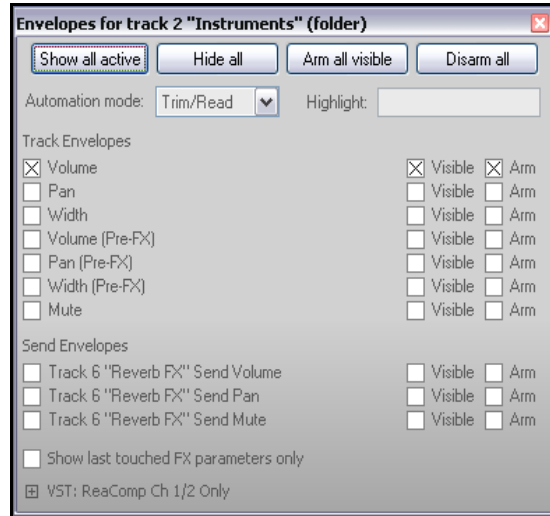 Envelopes for track 2 "Instruments" (folder)
Show all active Hide all Arm all visible Disarm all
Automation mode: Trim/Read Highlight:
Track Envelopes
Volume Visible Arm
Pan Visible Arm
Width Visible Arm
Volume (Pre-FX) Visible Arm
Pan (Pre-FX) Visible Arm
Width (Pre-FX) Visible Arm
Mute Visible Arm
Send Envelopes
Track 6 "Reverb FX" Send Volume Visible Arm
Track 6 "Reverb FX" Send Pan Visible Arm
Track 6 "Reverb FX" Send Mute Visible Arm
Show last touched FX parameters only
VST: ReaComp Ch 1/2 Only